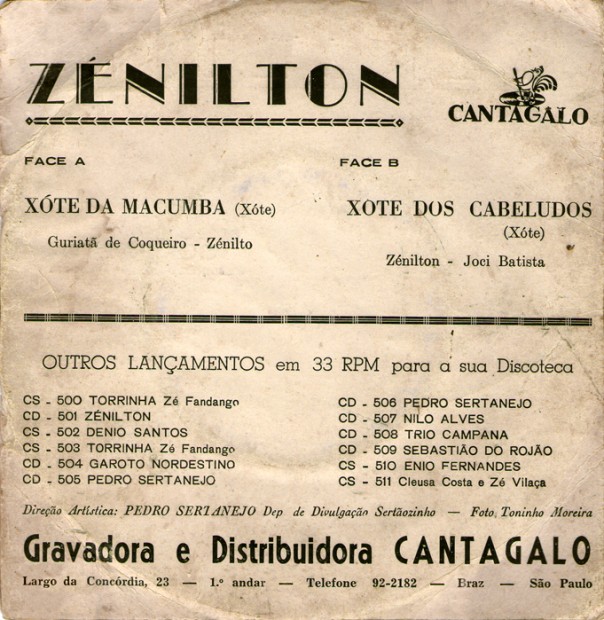 ZÉNILTON
CANTAGALO
FACE A
XÓTE DA MACUMBA (Xóte)
Guriatã de Coqueiro - Zénilto
FACE B
XOTE DOS CABELUDOS
(Xóte)
Zénilton - Joci Batista
OUTROS LANÇAMENTOS em 33 RPM para a sua Discoteca
CS - 500 TORRINHA Zé Fandango
CD - 501 ZÉNILTON
CS - 502 DENIO SANTOS
CS - 503 TORRINHA Zé Fandango
CD - 504 GAROTO NORDESTINO
CD - 505 PEDRO SERTANEJO
CD - 506 PEDRO SERTANEJO
CD - 507 NILO ALVES
CD - 508 TRIO CAMPANA
CD - 509 SEBASTIÃO DO ROJÃO
CS - 510 ENIO FERNANDES
CS - 511 Cleusa Costa e Zé Vilaça
Direção Artística: PEDRO SERTANEJO Dep de Divulgação Sertãozinho — Foto, Toninho Moreira
Gravadora e Distribuidora CANTAGALO
Largo da Concórdia, 23 — 1.º andar — Telefone 92-2182 — Braz — São Paulo